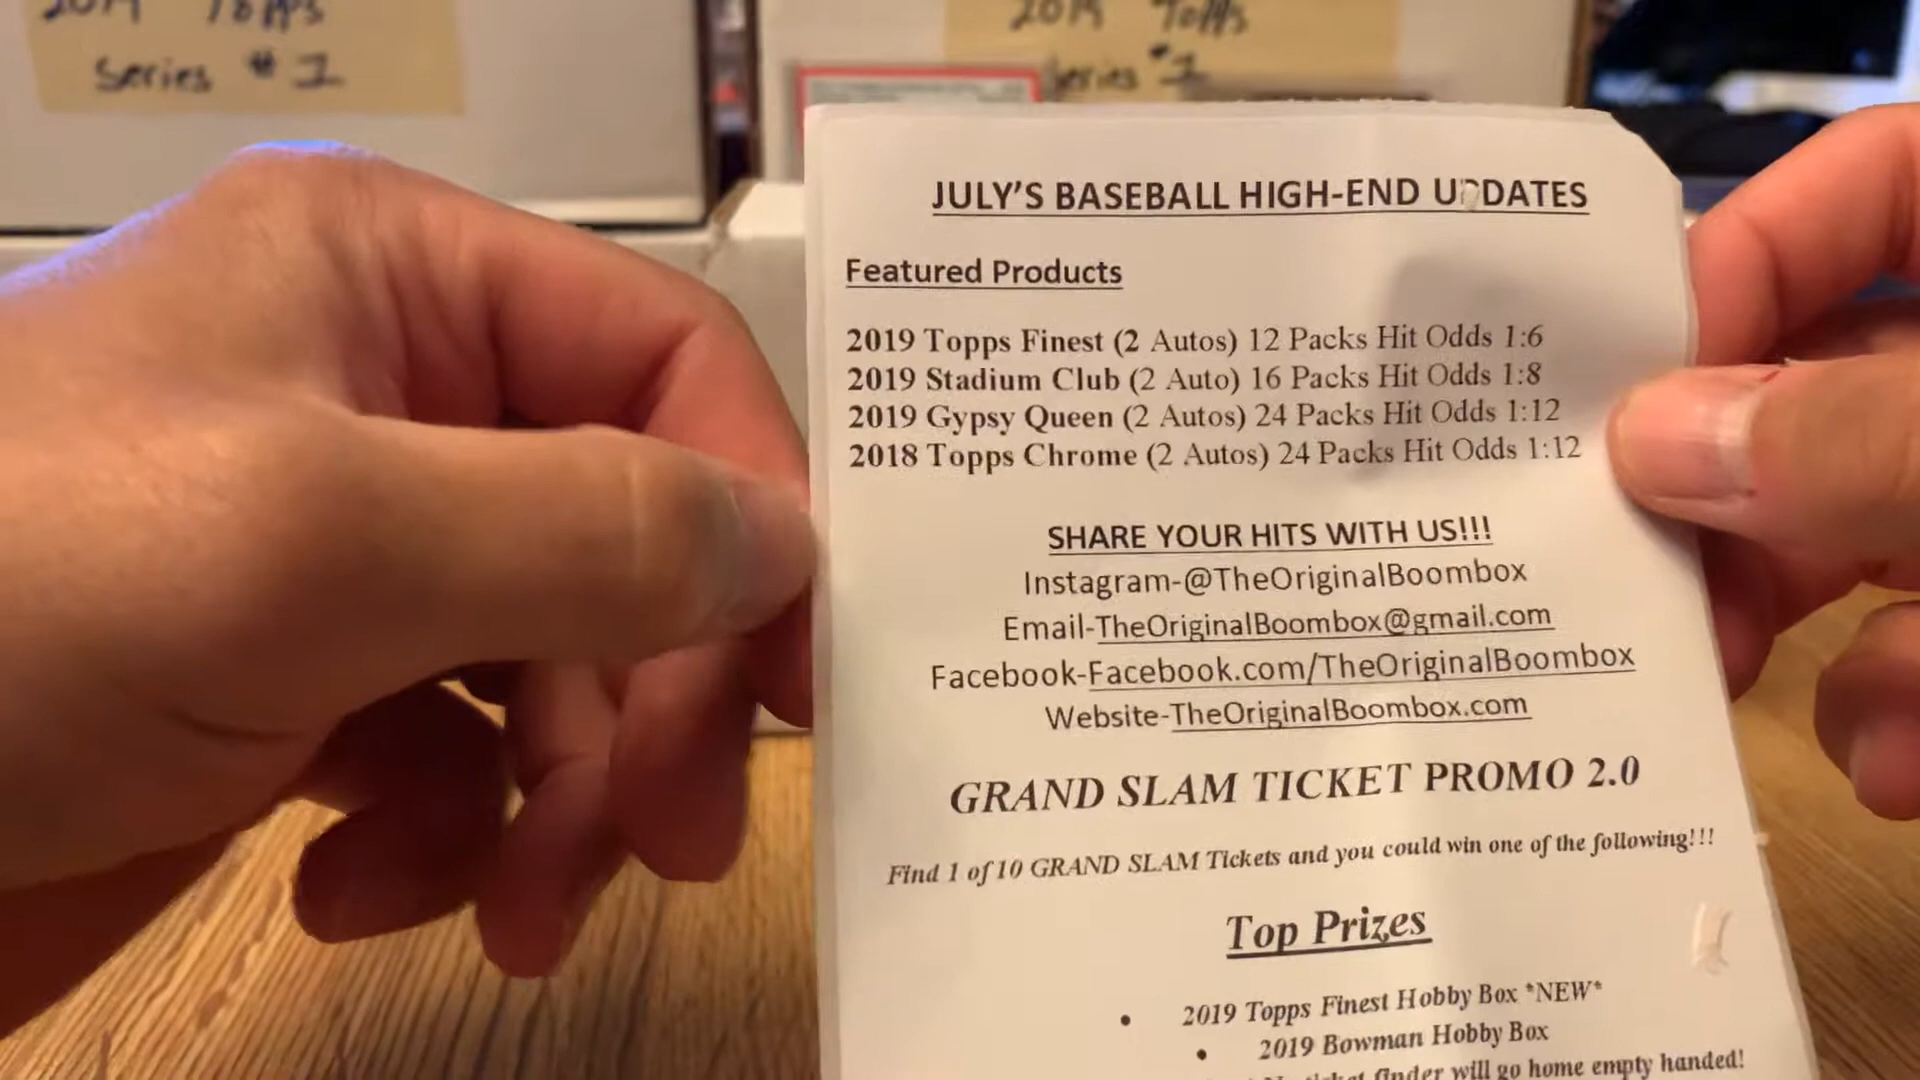 2019 Topps
Series #1
2019 Topps
Series #1
JULY'S BASEBALL HIGH-END UPDATES
Featured Products
2019 Topps Finest (2 Autos) 12 Packs Hit Odds 1:6
2019 Stadium Club (2 Auto) 16 Packs Hit Odds 1:8
2019 Gypsy Queen (2 Autos) 24 Packs Hit Odds 1:12
2018 Topps Chrome (2 Autos) 24 Packs Hit Odds 1:12
SHARE YOUR HITS WITH US!!!
Instagram-@TheOriginalBoombox
Email-TheOriginalBoombox@gmail.com
Facebook-Facebook.com/TheOriginalBoombox
Website-TheOriginalBoombox.com
GRAND SLAM TICKET PROMO 2.0
Find 1 of 10 GRAND SLAM Tickets and you could win one of the following!!!
Top Prizes
• 2019 Topps Finest Hobby Box *NEW*
• 2019 Bowman Hobby Box
ticket finder will go home empty handed!